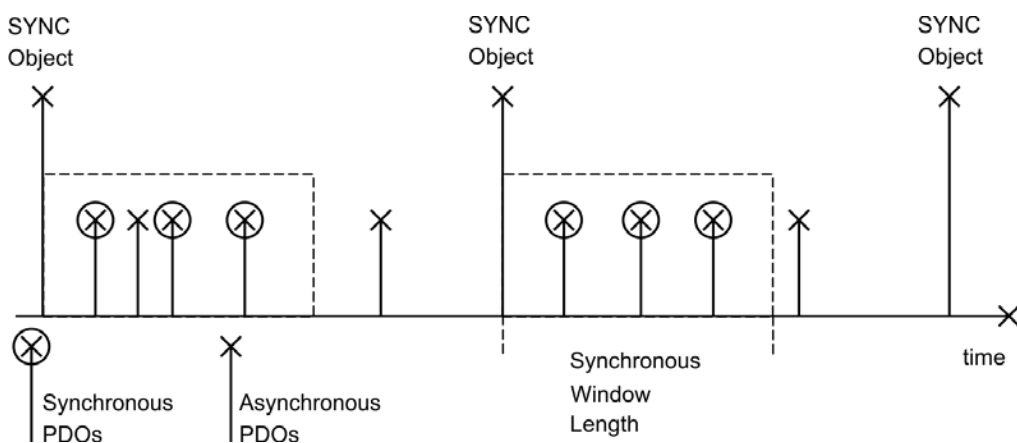 SYNC
Object
SYNC
Object
SYNC
Object
time
Synchronous
PDOs
Asynchronous
PDOs
Synchronous
Window
Length